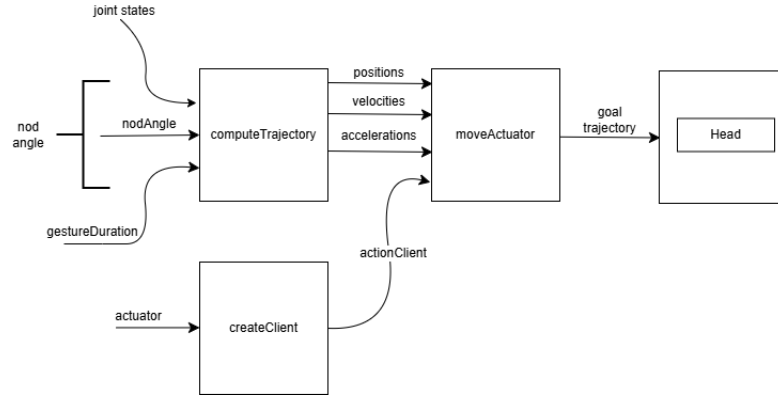 joint states
nod
angle
nodAngle
gestureDuration
computeTrajectory
positions
velocities
accelerations
moveActuator
goal
trajectory
Head
actionClient
actuator
createClient